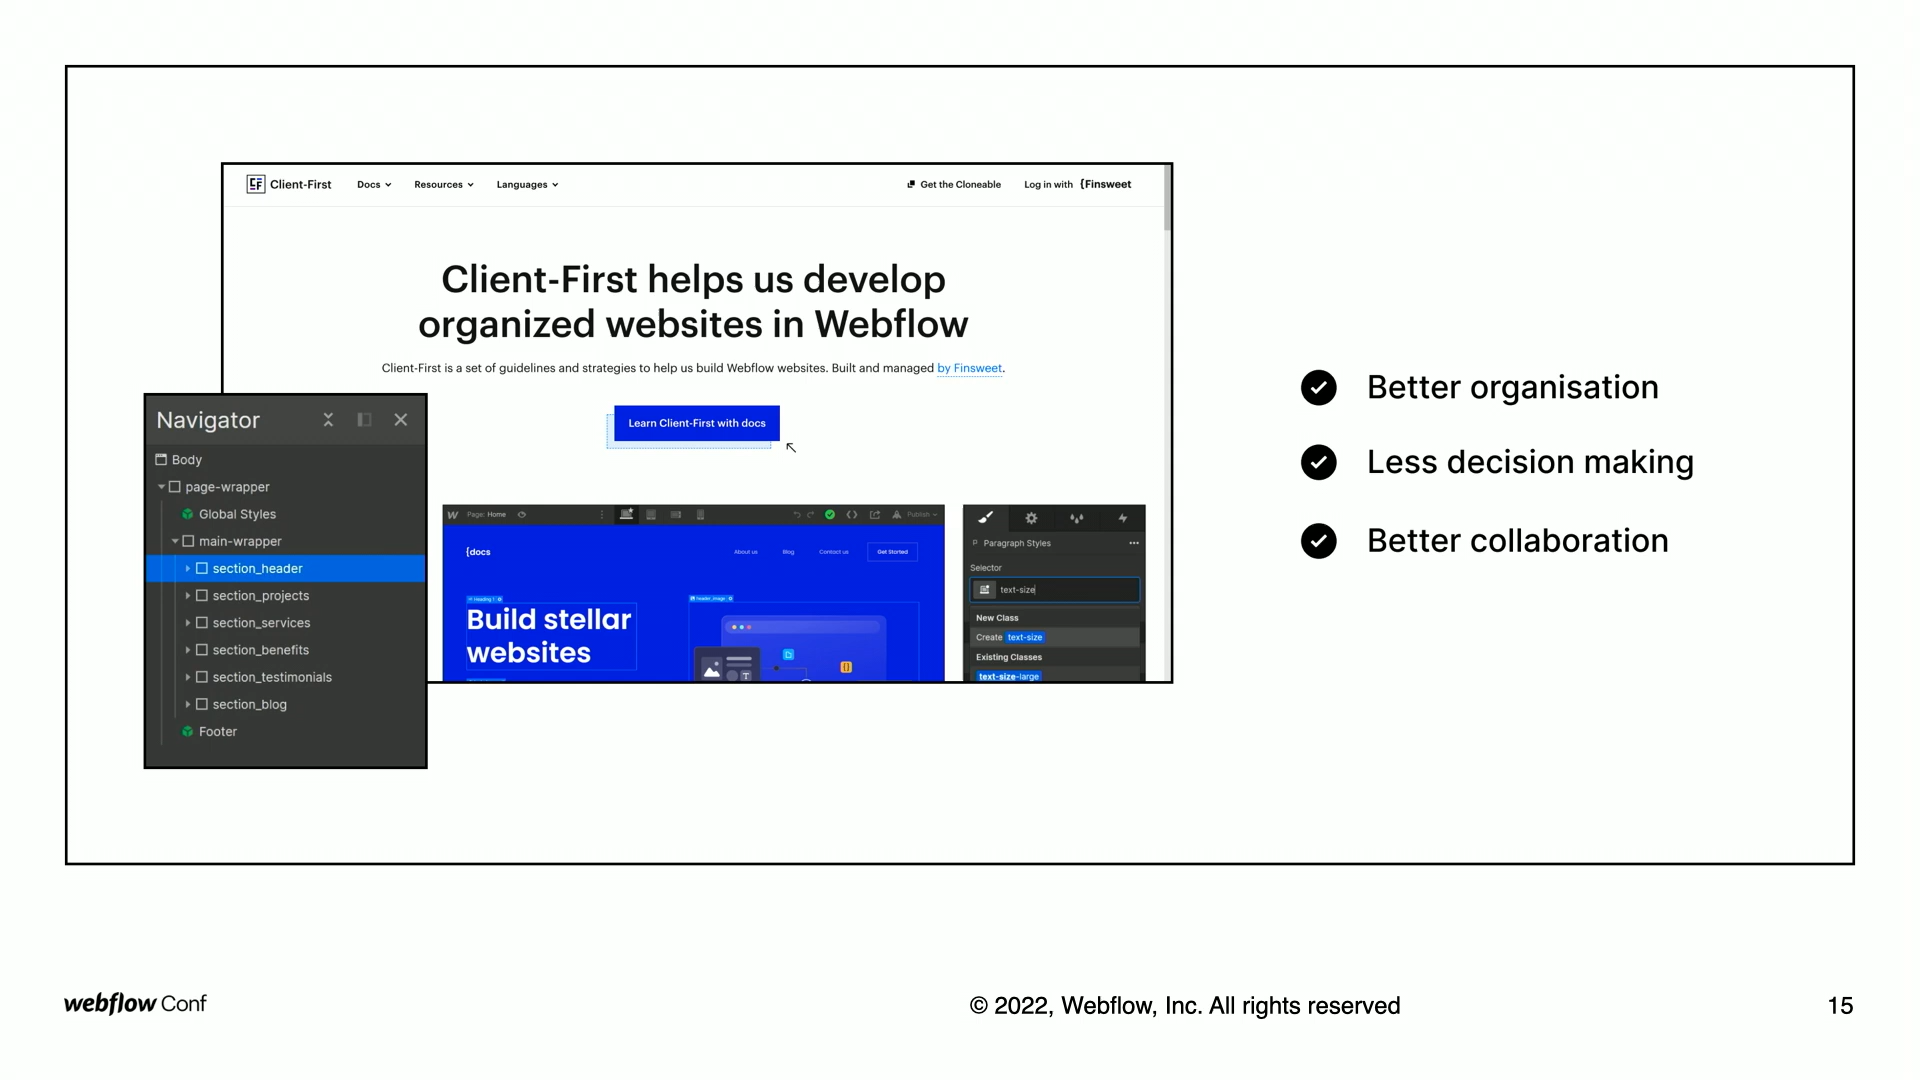 CF Client-First Docs Resources Languages Get the Cloneable Log in with {Finsweet
Client-First helps us develop
organized websites in Webflow
Client-First is a set of guidelines and strategies to help us build Webflow websites. Built and managed by Finsweet.
Learn Client-First with docs
Navigator
Body
page-wrapper
Global Styles
main-wrapper
section_header
section_projects
section_services
section_benefits
section_testimonials
section_blog
Footer
W Page: Home Publish
{docs About us Blog Contact us Get Started
Heading 1
Build stellar
websites
header_image
T
P Paragraph Styles
Selector
text-size
New Class
Create text-size
Existing Classes
text-size-large
Better organisation
Less decision making
Better collaboration
webflow Conf
© 2022, Webflow, Inc. All rights reserved
15